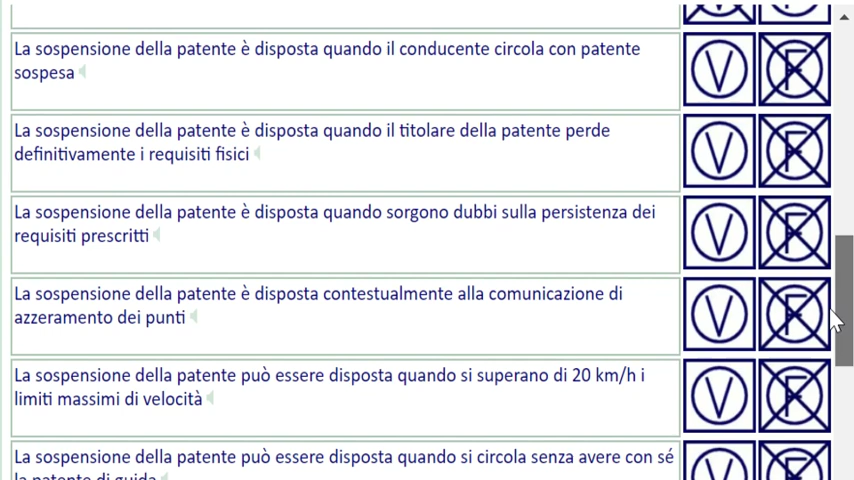 La sospensione della patente è disposta quando il conducente circola con patente
sospesa
V F
La sospensione della patente è disposta quando il titolare della patente perde
definitivamente i requisiti fisici
V F
La sospensione della patente è disposta quando sorgono dubbi sulla persistenza dei
requisiti prescritti
V F
La sospensione della patente è disposta contestualmente alla comunicazione di
azzeramento dei punti
V F
La sospensione della patente può essere disposta quando si superano di 20 km/h i
limiti massimi di velocità
V F
La sospensione della patente può essere disposta quando si circola senza avere con sé
la patente di guida
V F